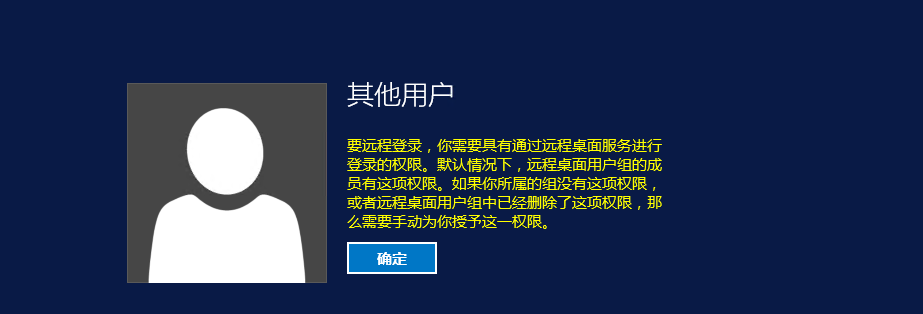 其他用户
要远程登录，你需要具有通过远程桌面服务进行
登录的权限。默认情况下，远程桌面用户组的成
员有这项权限。如果你所属的组没有这项权限，
或者远程桌面用户组中已经删除了这项权限，那
么需要手动为你授予这一权限。
确定